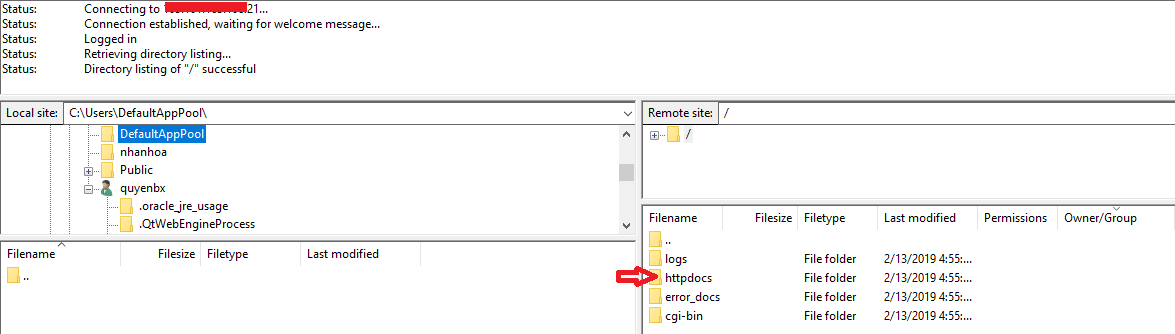 Status: Connecting to 21...
Status: Connection established, waiting for welcome message...
Status: Logged in
Status: Retrieving directory listing...
Status: Directory listing of "/" successful
Local site: C:\Users\DefaultAppPool\
DefaultAppPool
nhanhoa
Public
quyenbx
.oracle_jre_usage
.QtWebEngineProcess
Filename Filesize Filetype Last modified
..
Remote site: /
/
Filename Filesize Filetype Last modified Permissions Owner/Group
..
logs File folder 2/13/2019 4:55:...
httpdocs File folder 2/13/2019 4:55:...
error_docs File folder 2/13/2019 4:55:...
cgi-bin File folder 2/13/2019 4:55:...